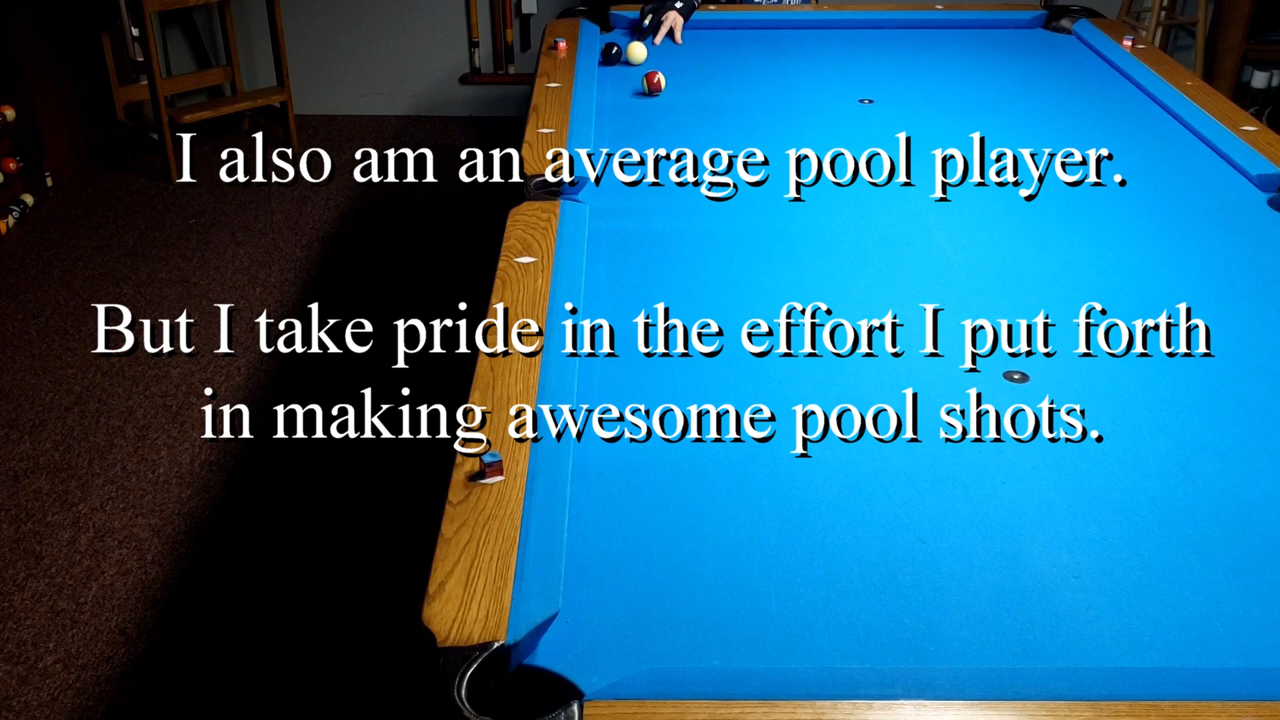 I also am an average pool player.
But I take pride in the effort I put forth
in making awesome pool shots.